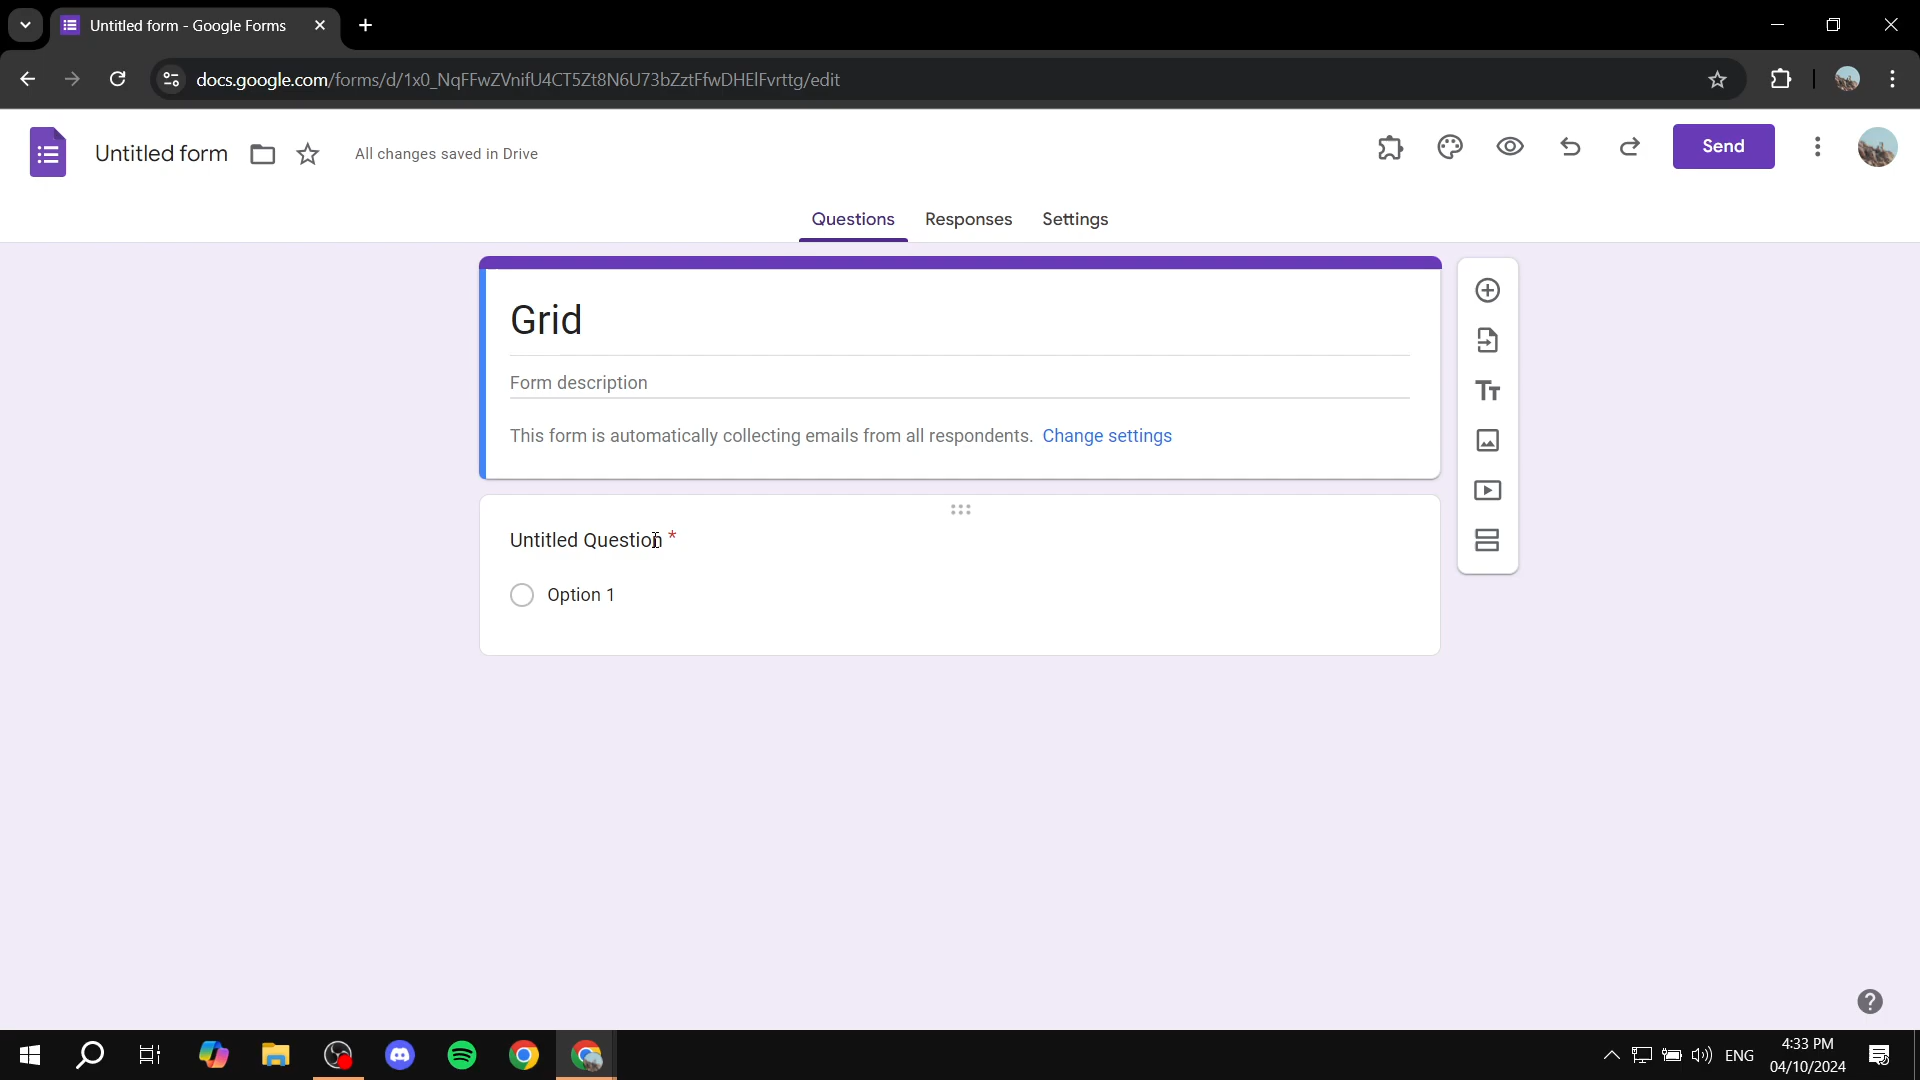 Untitled form - Google Forms
docs.google.com/forms/d/1x0_NqFFwZVnifU4CT5Zt8N6U73bZztFfwDHElFvrttg/edit
Untitled form
All changes saved in Drive
Send
Questions Responses Settings
Grid
Form description
This form is automatically collecting emails from all respondents. Change settings
Untitled Question *
Option 1
ENG
4:33 PM
04/10/2024